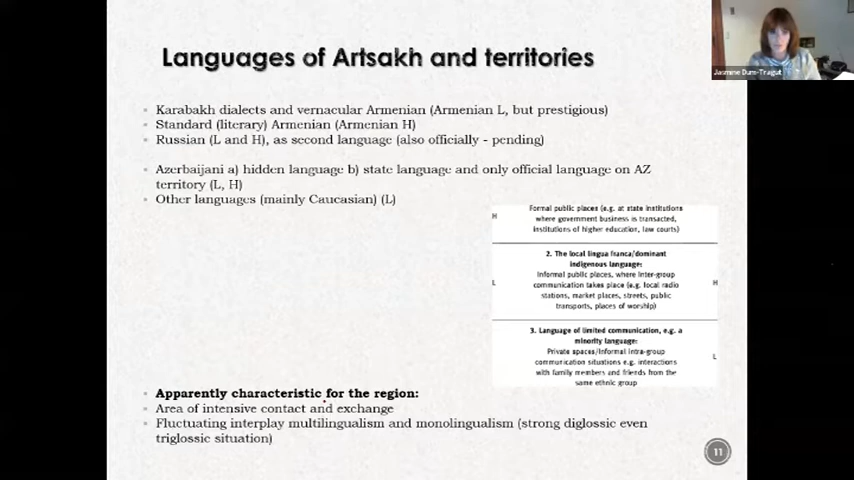 Languages of Artsakh and territories
Jasmine Dum-Tragut
Karabakh dialects and vernacular Armenian (Armenian L, but prestigious)
Standard (literary) Armenian (Armenian H)
Russian (L and H), as second language (also officially - pending)
Azerbaijani a) hidden language b) state language and only official language on AZ
territory (L, H)
Other languages (mainly Caucasian) (L)
H
Formal public places (e.g. at state institutions
where government business is transacted,
institutions of higher education, law courts)
2. The local lingua franca/dominant
indigenous language:
L
Informal public places, where inter-group
communication takes place (e.g. local radio
stations, market places, streets, public
transports, places of worship)
H
3. Language of limited communication, e.g. a
minority language:
Private spaces/Informal intra-group
communication situations e.g. interactions
with family members and friends from the
same ethnic group
L
Apparently characteristic for the region:
Area of intensive contact and exchange
Fluctuating interplay multilingualism and monolingualism (strong diglossic even
triglossic situation)
11